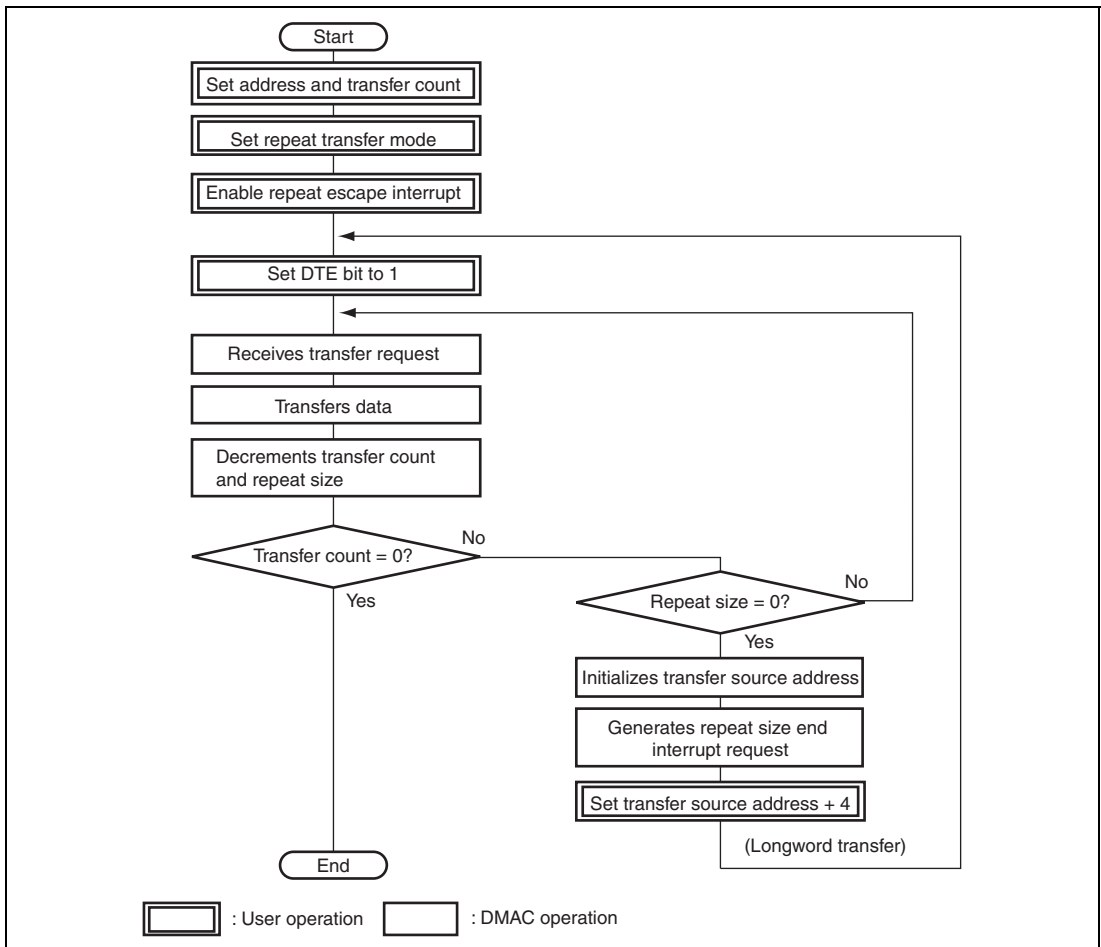 Start
Set address and transfer count
Set repeat transfer mode
Enable repeat escape interrupt
Set DTE bit to 1
Receives transfer request
Transfers data
Decrements transfer count
and repeat size
Transfer count = 0?
No
Yes
Repeat size = 0?
No
Yes
Initializes transfer source address
Generates repeat size end
interrupt request
Set transfer source address + 4
(Longword transfer)
End
: User operation
: DMAC operation